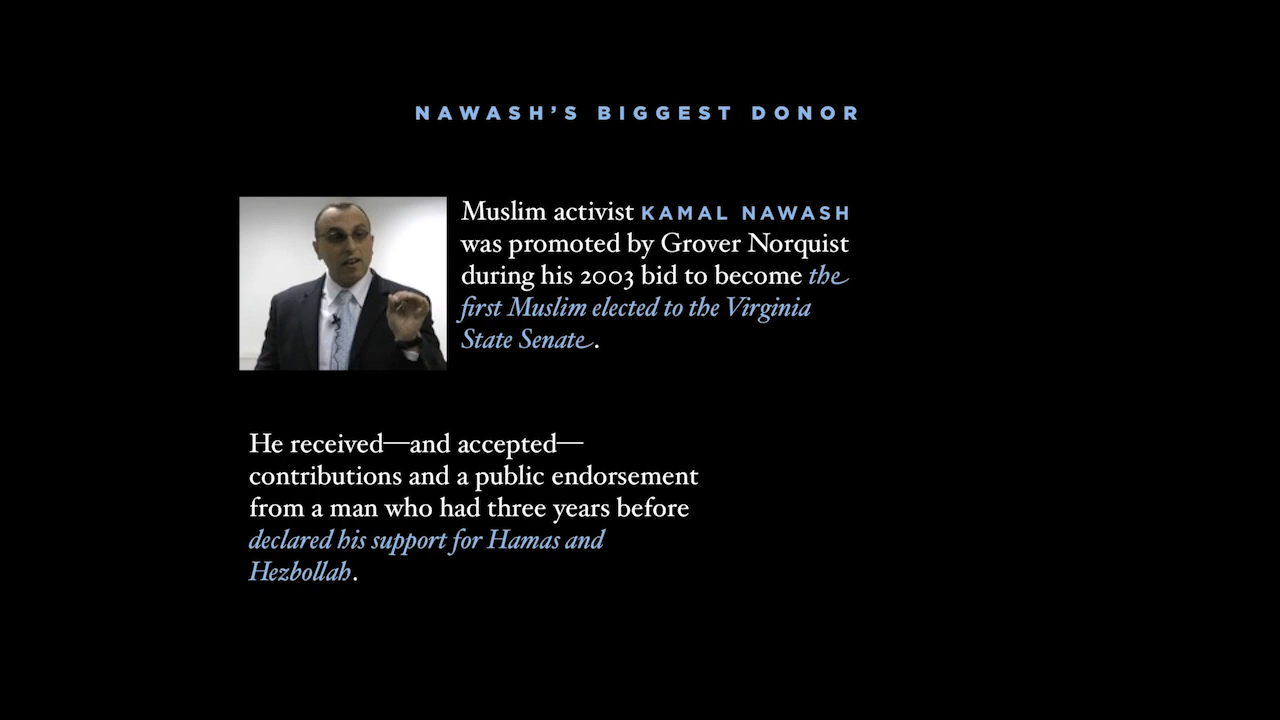 NAWASH’S BIGGEST DONOR
Muslim activist KAMAL NAWASH
was promoted by Grover Norquist
during his 2003 bid to become the
first Muslim elected to the Virginia
State Senate.
He received—and accepted—
contributions and a public endorsement
from a man who had three years before
declared his support for Hamas and
Hezbollah.